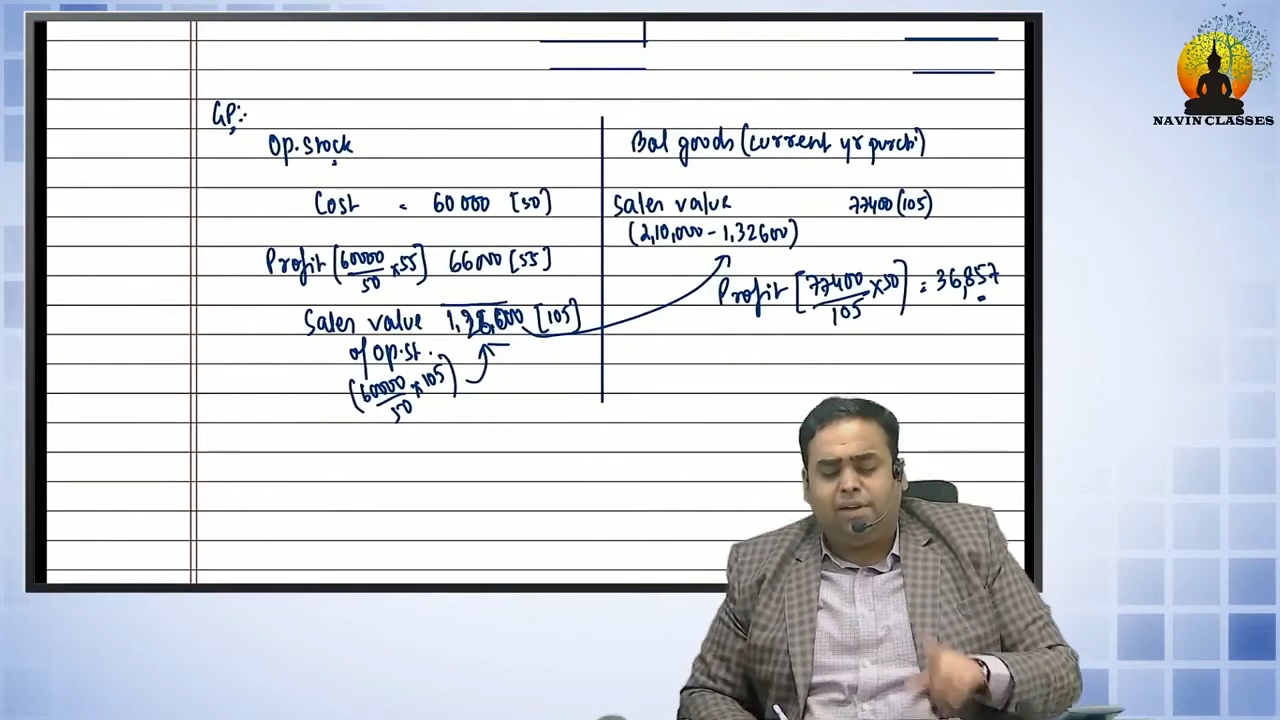 GP:-
Op. stock
Cost = 60000 [50]
Profit [60000/50 × 55] 66000 [55]
Sales value 1,26,000 [105]
of op. st.
(60000/50 × 105)
Bal goods (current yr purch)
Sales value 77400 (105)
(2,10,000 - 1,32600)
Profit [77400/105 × 50] = 36,857
NAVIN CLASSES